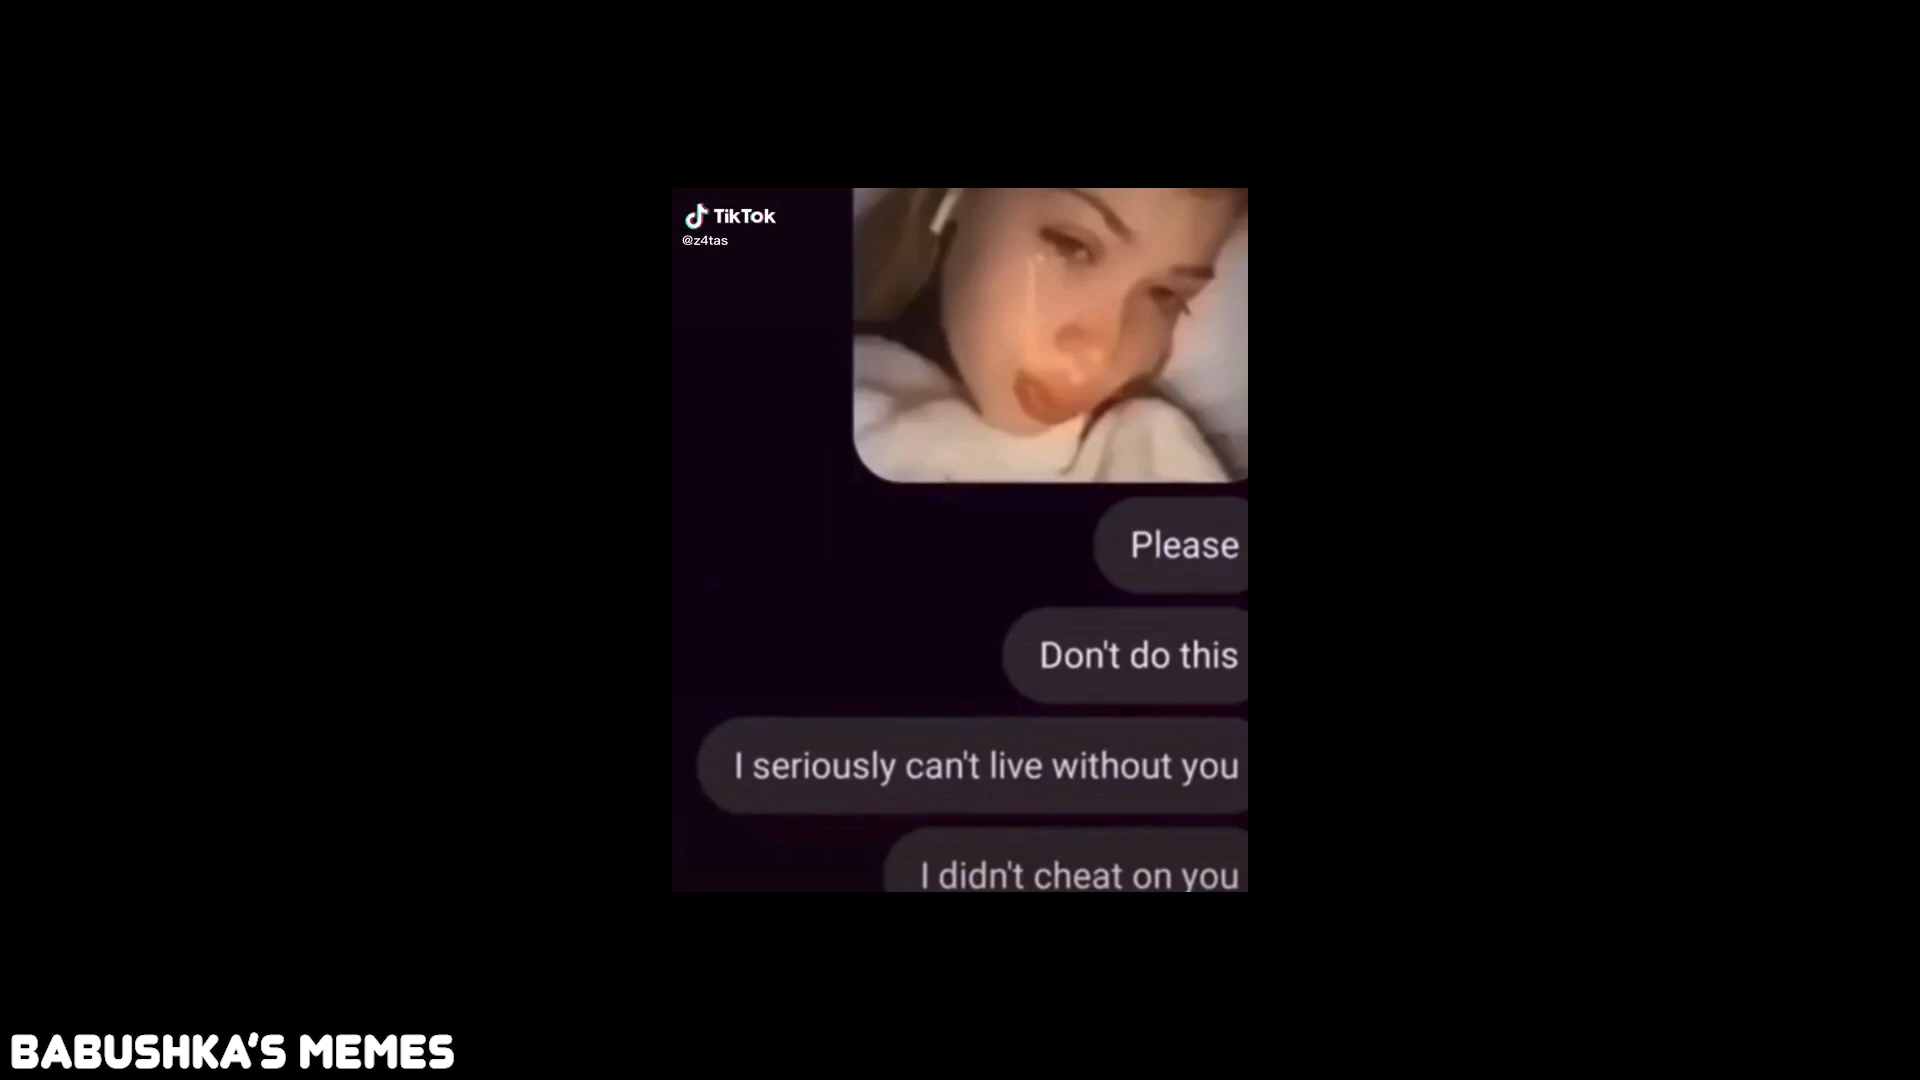 TikTok
@z4tas
Please
Don't do this
I seriously can't live without you
I didn't cheat on you
BABUSHKA'S MEMES